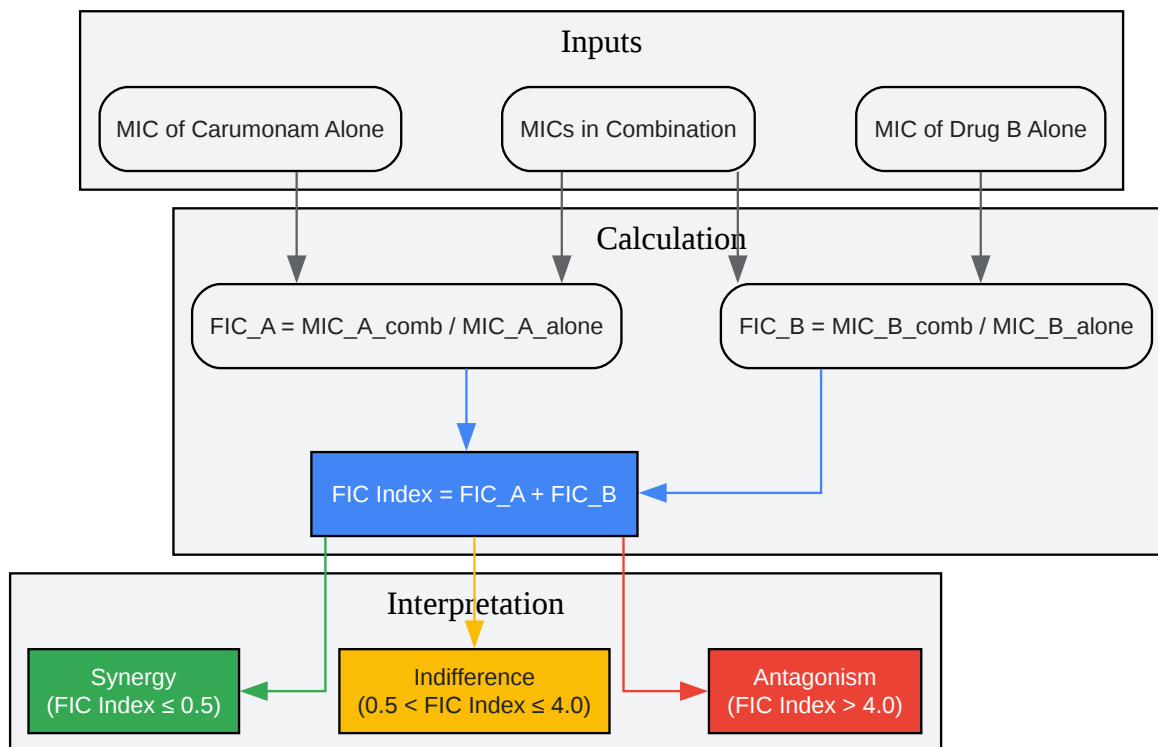 Inputs
MIC of Carumonam Alone
MICs in Combination
MIC of Drug B Alone
Calculation
FIC_A = MIC_A_comb / MIC_A_alone
FIC_B = MIC_B_comb / MIC_B_alone
FIC Index = FIC_A + FIC_B
Interpretation
Synergy
(FIC Index ≤ 0.5)
Indifference
(0.5 < FIC Index ≤ 4.0)
Antagonism
(FIC Index > 4.0)